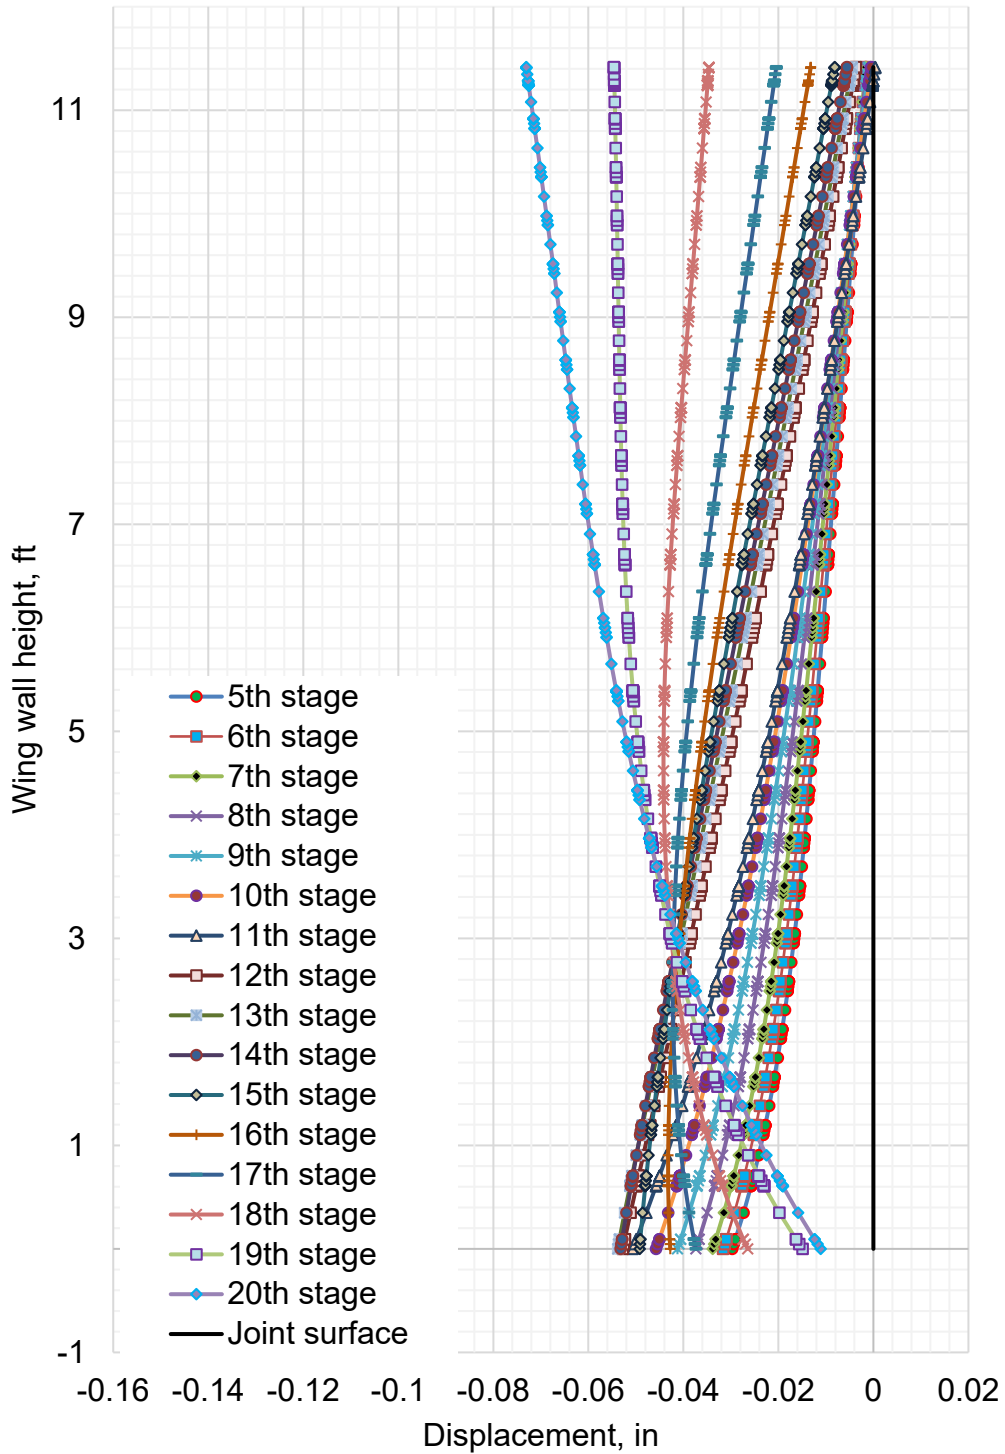 11
9
7
5
3
1
-1
Wing wall height, ft
5th stage
6th stage
7th stage
8th stage
9th stage
10th stage
11th stage
12th stage
13th stage
14th stage
15th stage
16th stage
17th stage
18th stage
19th stage
20th stage
Joint surface
-0.16 -0.14 -0.12 -0.1 -0.08 -0.06 -0.04 -0.02 0 0.02
Displacement, in